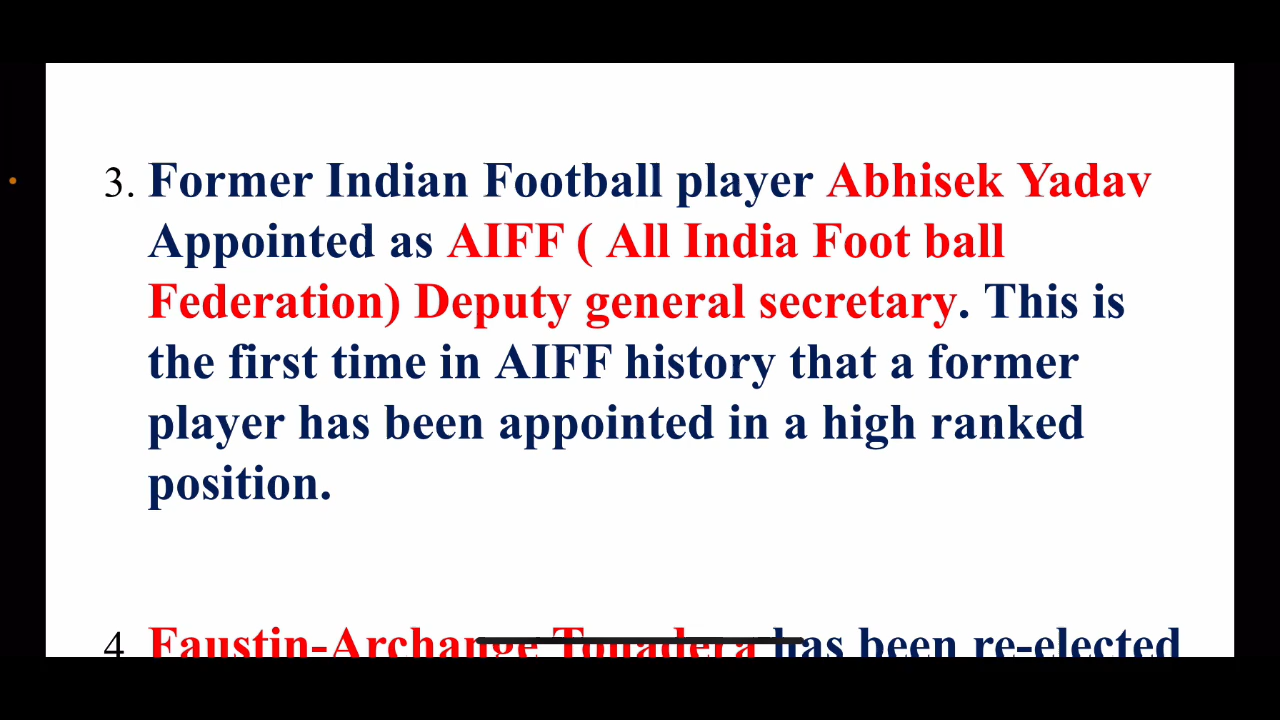 3. Former Indian Football player Abhisek Yadav
Appointed as AIFF ( All India Foot ball
Federation) Deputy general secretary. This is
the first time in AIFF history that a former
player has been appointed in a high ranked
position.
4 Faustin-Archange Touadera has been re-elected